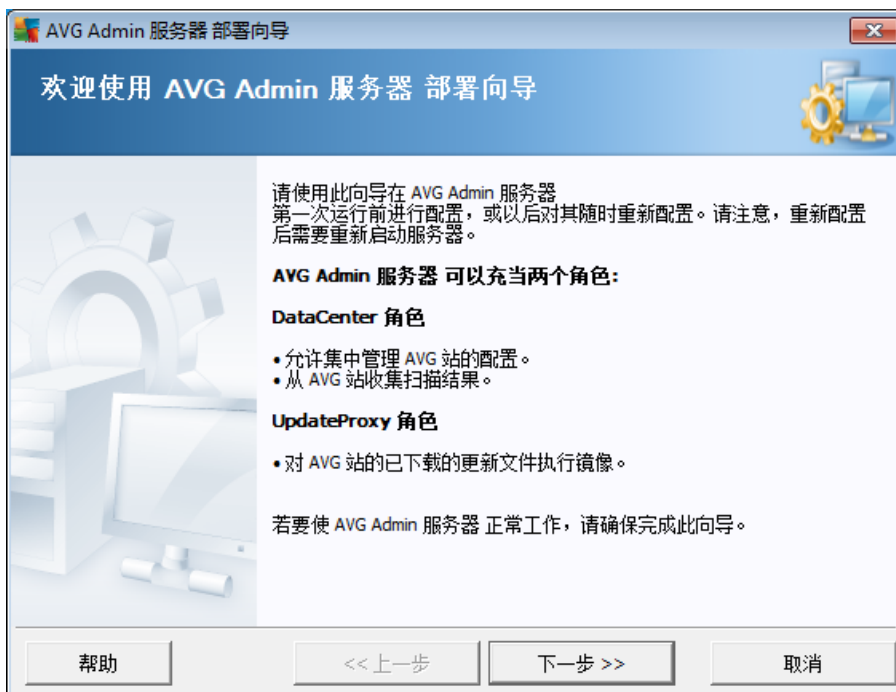 AVG Admin 服务器 部署向导
欢迎使用 AVG Admin 服务器 部署向导
请使用此向导在 AVG Admin 服务器
第一次运行前进行配置，或以后对其随时重新配置。请注意，重新配置
后需要重新启动服务器。
AVG Admin 服务器 可以充当两个角色：
DataCenter 角色
• 允许集中管理 AVG 站的配置。
• 从 AVG 站收集扫描结果。
UpdateProxy 角色
• 对 AVG 站的已下载的更新文件执行镜像。
若要使 AVG Admin 服务器 正常工作，请确保完成此向导。
帮助
<< 上一步
下一步 >>
取消